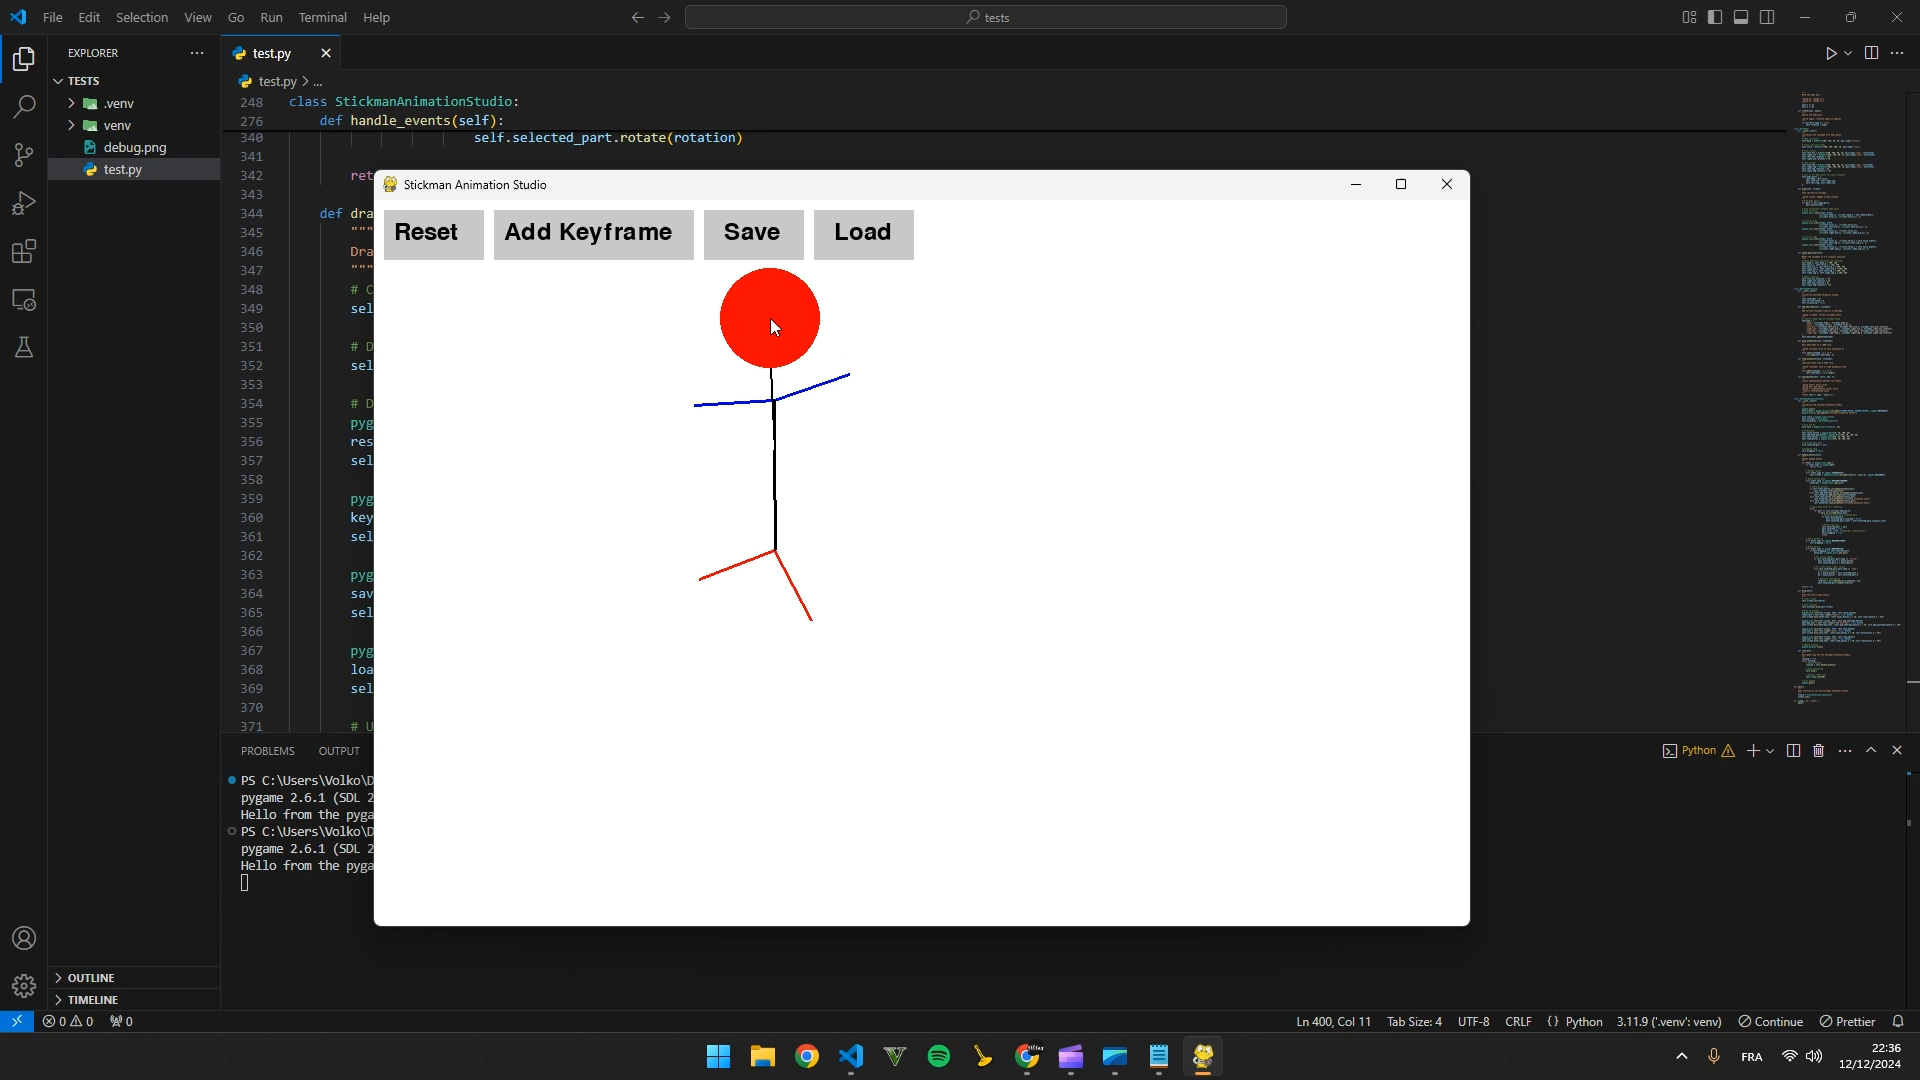 File Edit Selection View Go Run Terminal Help
tests
EXPLORER
test.py
TESTS
test.py > ...
.venv
venv
debug.png
test.py
248 class StickmanAnimationStudio:
276 def handle_events(self):
340 self.selected_part.rotate(rotation)
341
342 ret
343
344 def dra
345 """
346 Dra
347 """
348 # C
349 sel
350
351 # D
352 sel
353
354 # D
355 pyg
356 res
357 sel
358
359 pyg
360 key
361 sel
362
363 pyg
364 sav
365 sel
366
367 pyg
368 loa
369 sel
370
371 # U
Stickman Animation Studio
Reset Add Keyframe Save Load
PROBLEMS OUTPUT
Python
PS C:\Users\Volko\D
pygame 2.6.1 (SDL 2
Hello from the pyga
PS C:\Users\Volko\D
pygame 2.6.1 (SDL 2
Hello from the pyga
OUTLINE
TIMELINE
0 0 0
Ln 400, Col 11 Tab Size: 4 UTF-8 CRLF {} Python 3.11.9 ('.venv': venv) Continue Prettier
FRA
22:36
12/12/2024